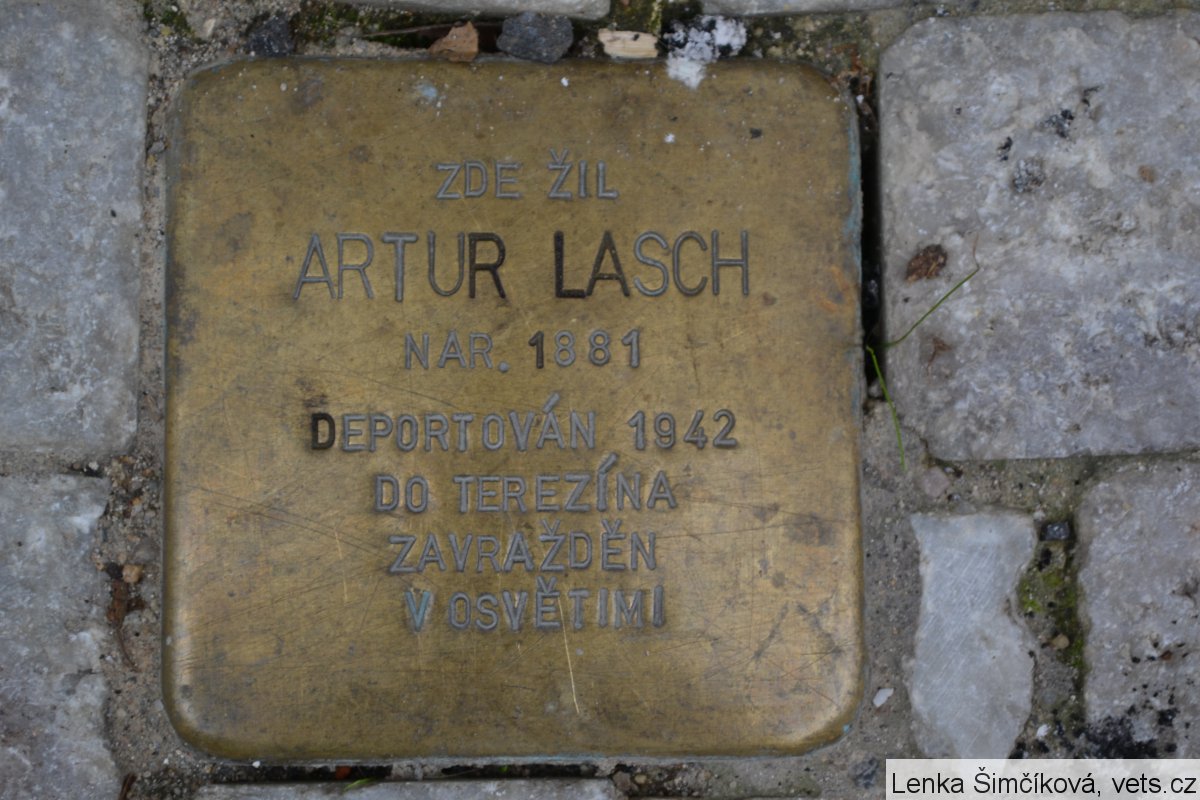 ZDE ŽIL
ARTUR LASCH
NAR. 1881
DEPORTOVÁN 1942
DO TEREZÍNA
ZAVRAŽDĚN
V OSVĚTIMI
Lenka Šimčíková, vets.cz